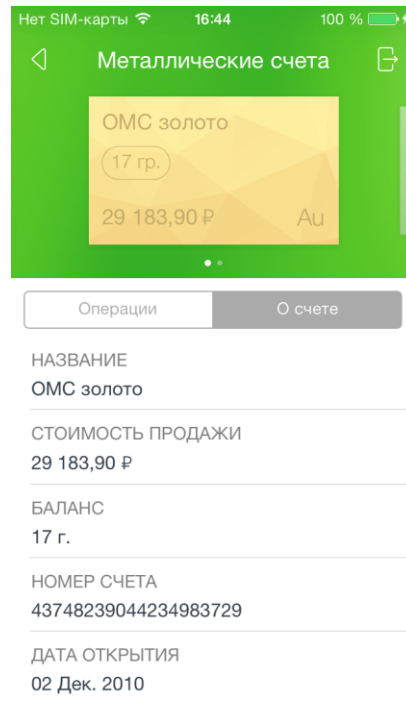 Нет SIM-карты 16:44 100 %
Металлические счета
ОМС золото
17 гр.
29 183,90 ₽ Au
Операции О счете
НАЗВАНИЕ
ОМС золото
СТОИМОСТЬ ПРОДАЖИ
29 183,90 ₽
БАЛАНС
17 г.
НОМЕР СЧЕТА
43748239044234983729
ДАТА ОТКРЫТИЯ
02 Дек. 2010